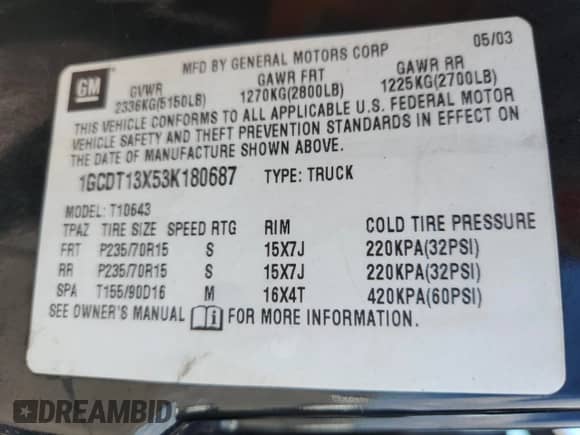 MFD BY GENERAL MOTORS CORP 05/03
GM
GVWR GAWR FRT GAWR RR
2336KG(5150LB) 1270KG(2800LB) 1225KG(2700LB)
THIS VEHICLE CONFORMS TO ALL APPLICABLE U.S. FEDERAL MOTOR
VEHICLE SAFETY AND THEFT PREVENTION STANDARDS IN EFFECT ON
THE DATE OF MANUFACTURE SHOWN ABOVE.
1GCDT13X53K180687 TYPE: TRUCK
MODEL: T10643
TPAZ TIRE SIZE SPEED RTG RIM COLD TIRE PRESSURE
FRT P235/70R15 S 15X7J 220KPA(32PSI)
RR P235/70R15 S 15X7J 220KPA(32PSI)
SPA T155/90D16 M 16X4T 420KPA(60PSI)
SEE OWNER'S MANUAL i FOR MORE INFORMATION.
DREAMBID